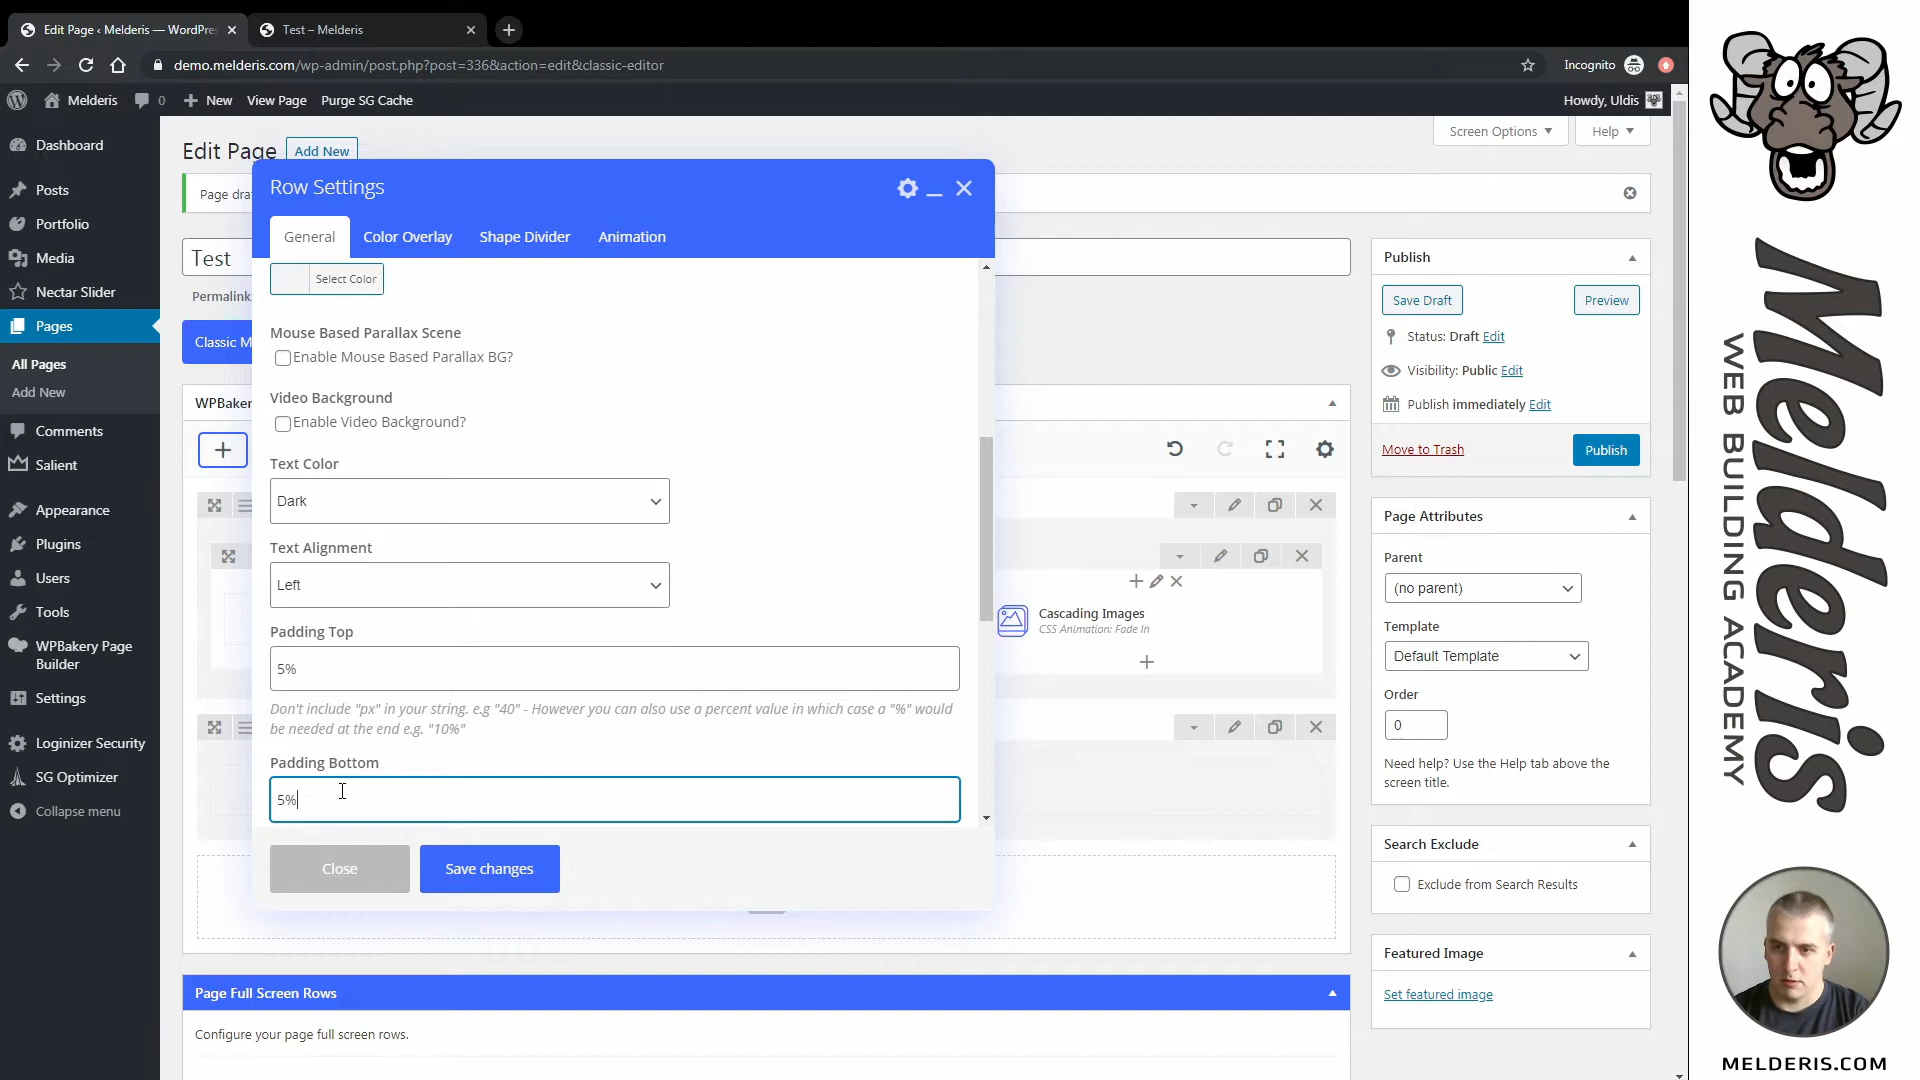 Edit Page ‹ Melderis — WordPre
Test – Melderis
demo.melderis.com/wp-admin/post.php?post=336&action=edit&classic-editor
Incognito
Melderis
0
New
View Page
Purge SG Cache
Howdy, Uldis
Dashboard
Posts
Portfolio
Media
Nectar Slider
Pages
All Pages
Add New
Comments
Salient
Appearance
Plugins
Users
Tools
WPBakery Page
Builder
Settings
Loginizer Security
SG Optimizer
Collapse menu
Edit Page
Add New
Screen Options
Help
Page dra
Test
Permalink
Classic M
WPBaker
Row Settings
General
Color Overlay
Shape Divider
Animation
Select Color
Mouse Based Parallax Scene
Enable Mouse Based Parallax BG?
Video Background
Enable Video Background?
Text Color
Dark
Text Alignment
Left
Padding Top
5%
Don't include "px" in your string. e.g "40" - However you can also use a percent value in which case a "%" would
be needed at the end e.g. "10%"
Padding Bottom
5%
Close
Save changes
Cascading Images
CSS Animation: Fade In
Page Full Screen Rows
Configure your page full screen rows.
Publish
Save Draft
Preview
Status: Draft Edit
Visibility: Public Edit
Publish immediately Edit
Move to Trash
Publish
Page Attributes
Parent
(no parent)
Template
Default Template
Order
0
Need help? Use the Help tab above the
screen title.
Search Exclude
Exclude from Search Results
Featured Image
Set featured image
Melderis
WEB BUILDING ACADEMY
MELDERIS.COM